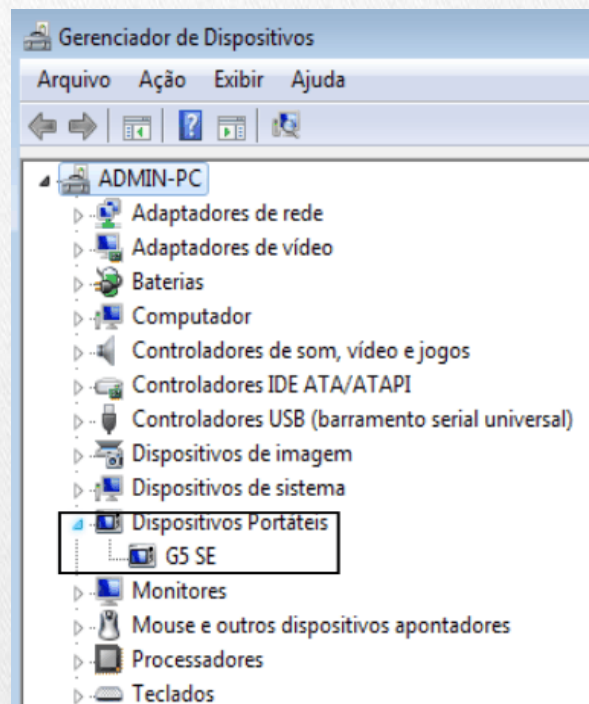 Gerenciador de Dispositivos
Arquivo Ação Exibir Ajuda
ADMIN-PC
Adaptadores de rede
Adaptadores de vídeo
Baterias
Computador
Controladores de som, vídeo e jogos
Controladores IDE ATA/ATAPI
Controladores USB (barramento serial universal)
Dispositivos de imagem
Dispositivos de sistema
Dispositivos Portáteis
G5 SE
Monitores
Mouse e outros dispositivos apontadores
Processadores
Teclados